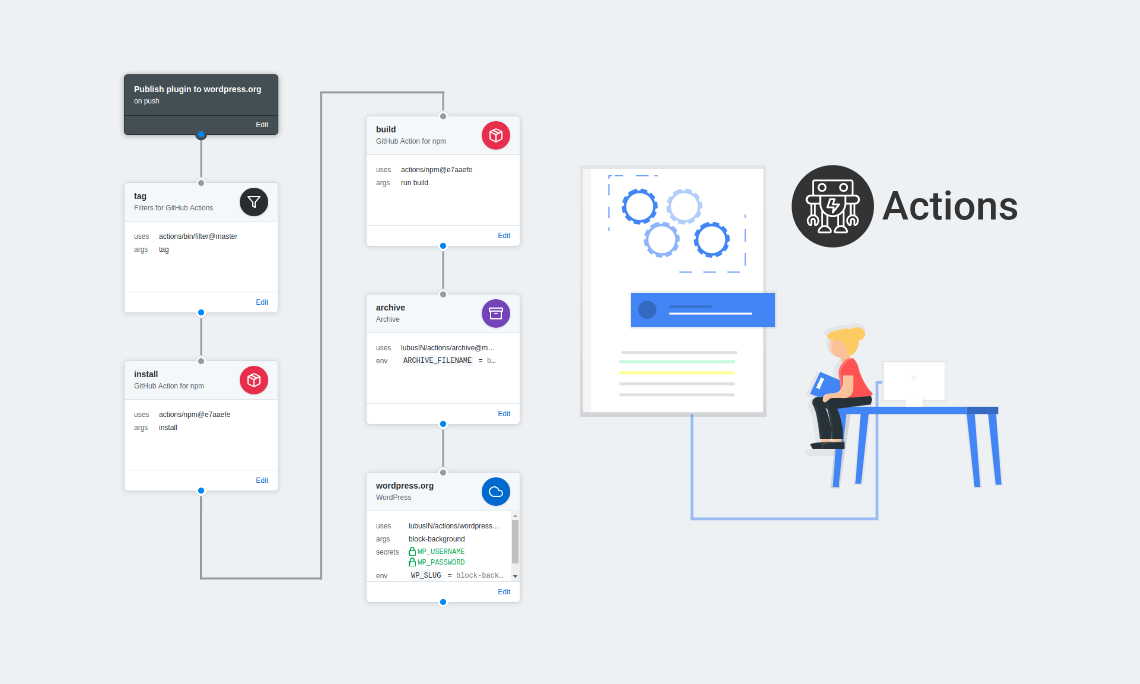 Publish plugin to wordpress.org
on push
Edit
tag
Filters for GitHub Actions
uses actions/bin/filter@master
args tag
Edit
install
GitHub Action for npm
uses actions/npm@e7aaefe
args install
Edit
build
GitHub Action for npm
uses actions/npm@e7aaefe
args run build
Edit
archive
Archive
uses lubusIN/actions/archive@m...
env ARCHIVE_FILENAME = b...
Edit
wordpress.org
WordPress
uses lubusIN/actions/wordpress...
args block-background
secrets WP_USERNAME
WP_PASSWORD
env WP_SLUG = block-back...
Edit
Actions